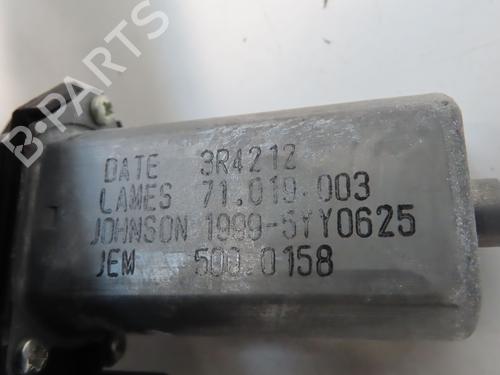 B-PARTS
DATE 3R4212
LAMES 71.019.003
JOHNSON 1999-5YY0625
JEM 500.0158